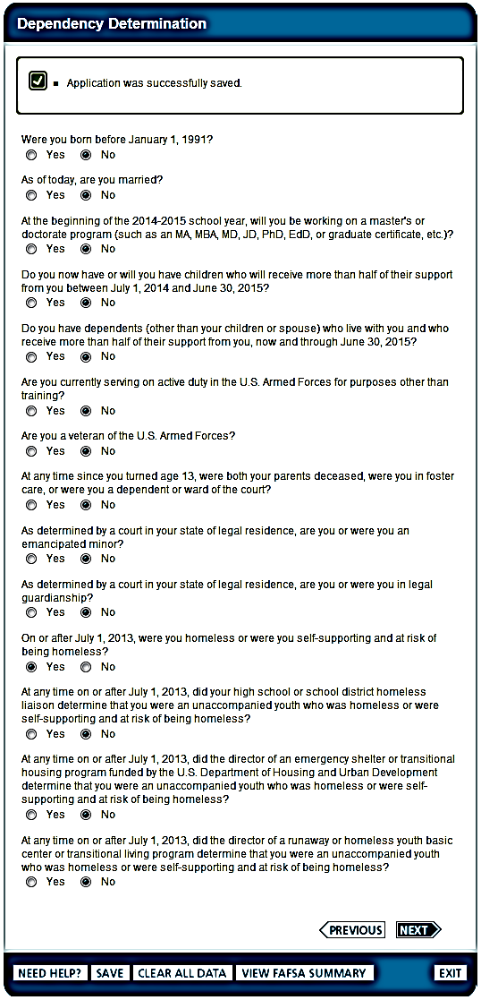 Dependency Determination
Application was successfully saved.
Were you born before January 1, 1991?
Yes No
As of today, are you married?
Yes No
At the beginning of the 2014-2015 school year, will you be working on a master's or
doctorate program (such as an MA, MBA, MD, JD, PhD, EdD, or graduate certificate, etc.)?
Yes No
Do you now have or will you have children who will receive more than half of their support
from you between July 1, 2014 and June 30, 2015?
Yes No
Do you have dependents (other than your children or spouse) who live with you and who
receive more than half of their support from you, now and through June 30, 2015?
Yes No
Are you currently serving on active duty in the U.S. Armed Forces for purposes other than
training?
Yes No
Are you a veteran of the U.S. Armed Forces?
Yes No
At any time since you turned age 13, were both your parents deceased, were you in foster
care, or were you a dependent or ward of the court?
Yes No
As determined by a court in your state of legal residence, are you or were you an
emancipated minor?
Yes No
As determined by a court in your state of legal residence, are you or were you in legal
guardianship?
Yes No
On or after July 1, 2013, were you homeless or were you self-supporting and at risk of
being homeless?
Yes No
At any time on or after July 1, 2013, did your high school or school district homeless
liaison determine that you were an unaccompanied youth who was homeless or were
self-supporting and at risk of being homeless?
Yes No
At any time on or after July 1, 2013, did the director of an emergency shelter or transitional
housing program funded by the U.S. Department of Housing and Urban Development
determine that you were an unaccompanied youth who was homeless or were self-
supporting and at risk of being homeless?
Yes No
At any time on or after July 1, 2013, did the director of a runaway or homeless youth basic
center or transitional living program determine that you were an unaccompanied youth
who was homeless or were self-supporting and at risk of being homeless?
Yes No
PREVIOUS NEXT
NEED HELP? SAVE CLEAR ALL DATA VIEW FAFSA SUMMARY EXIT